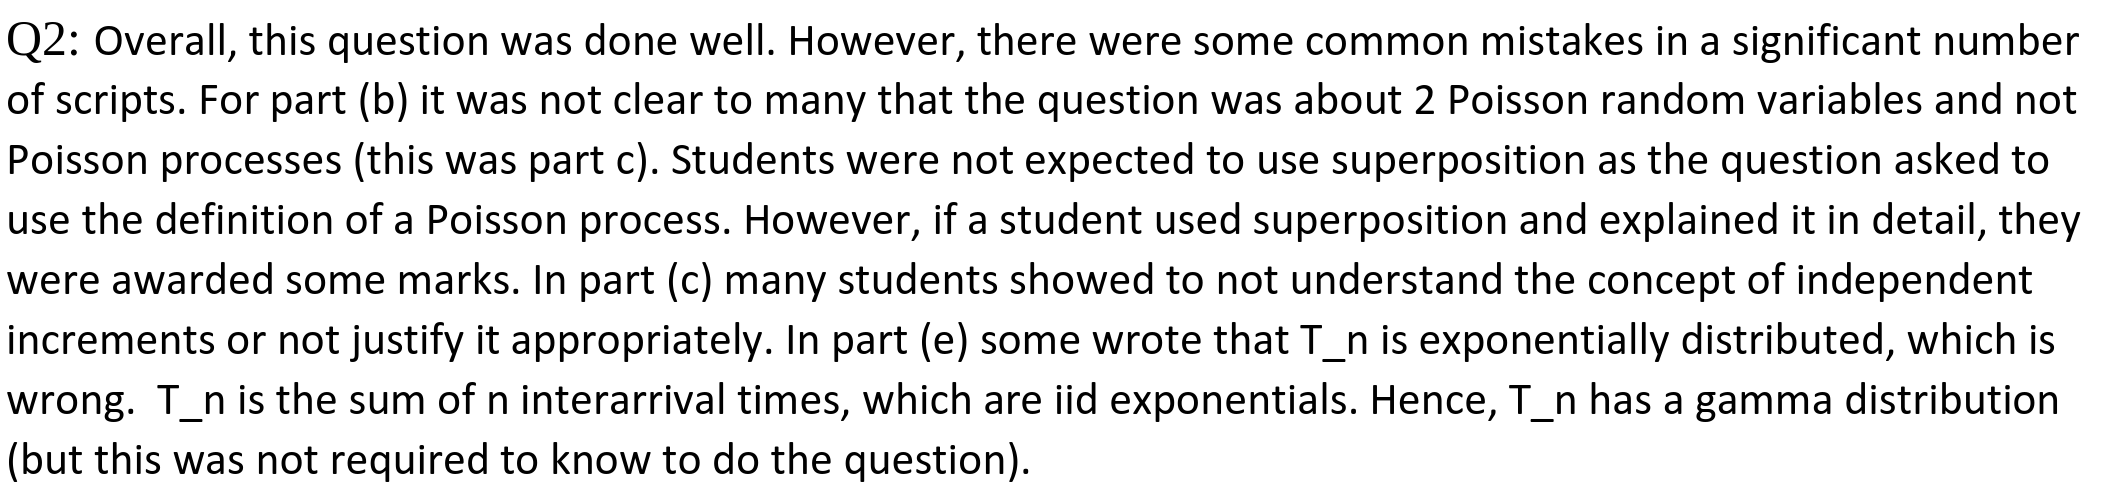 Q2: Overall, this question was done well. However, there were some common mistakes in a significant number
of scripts. For part (b) it was not clear to many that the question was about 2 Poisson random variables and not
Poisson processes (this was part c). Students were not expected to use superposition as the question asked to
use the definition of a Poisson process. However, if a student used superposition and explained it in detail, they
were awarded some marks. In part (c) many students showed to not understand the concept of independent
increments or not justify it appropriately. In part (e) some wrote that T_n is exponentially distributed, which is
wrong.  T_n is the sum of n interarrival times, which are iid exponentials. Hence, T_n has a gamma distribution
(but this was not required to know to do the question).